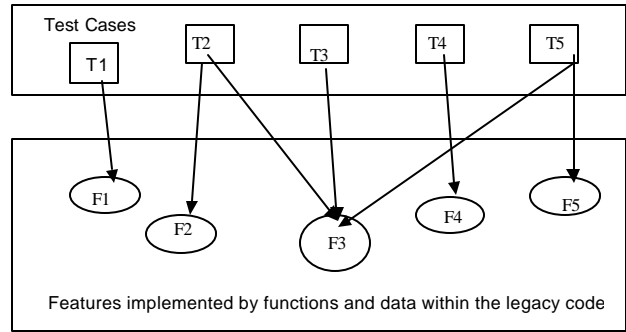 Test Cases
T1
T2
T3
T4
T5
F1
F2
F3
F4
F5
Features implemented by functions and data within the legacy code